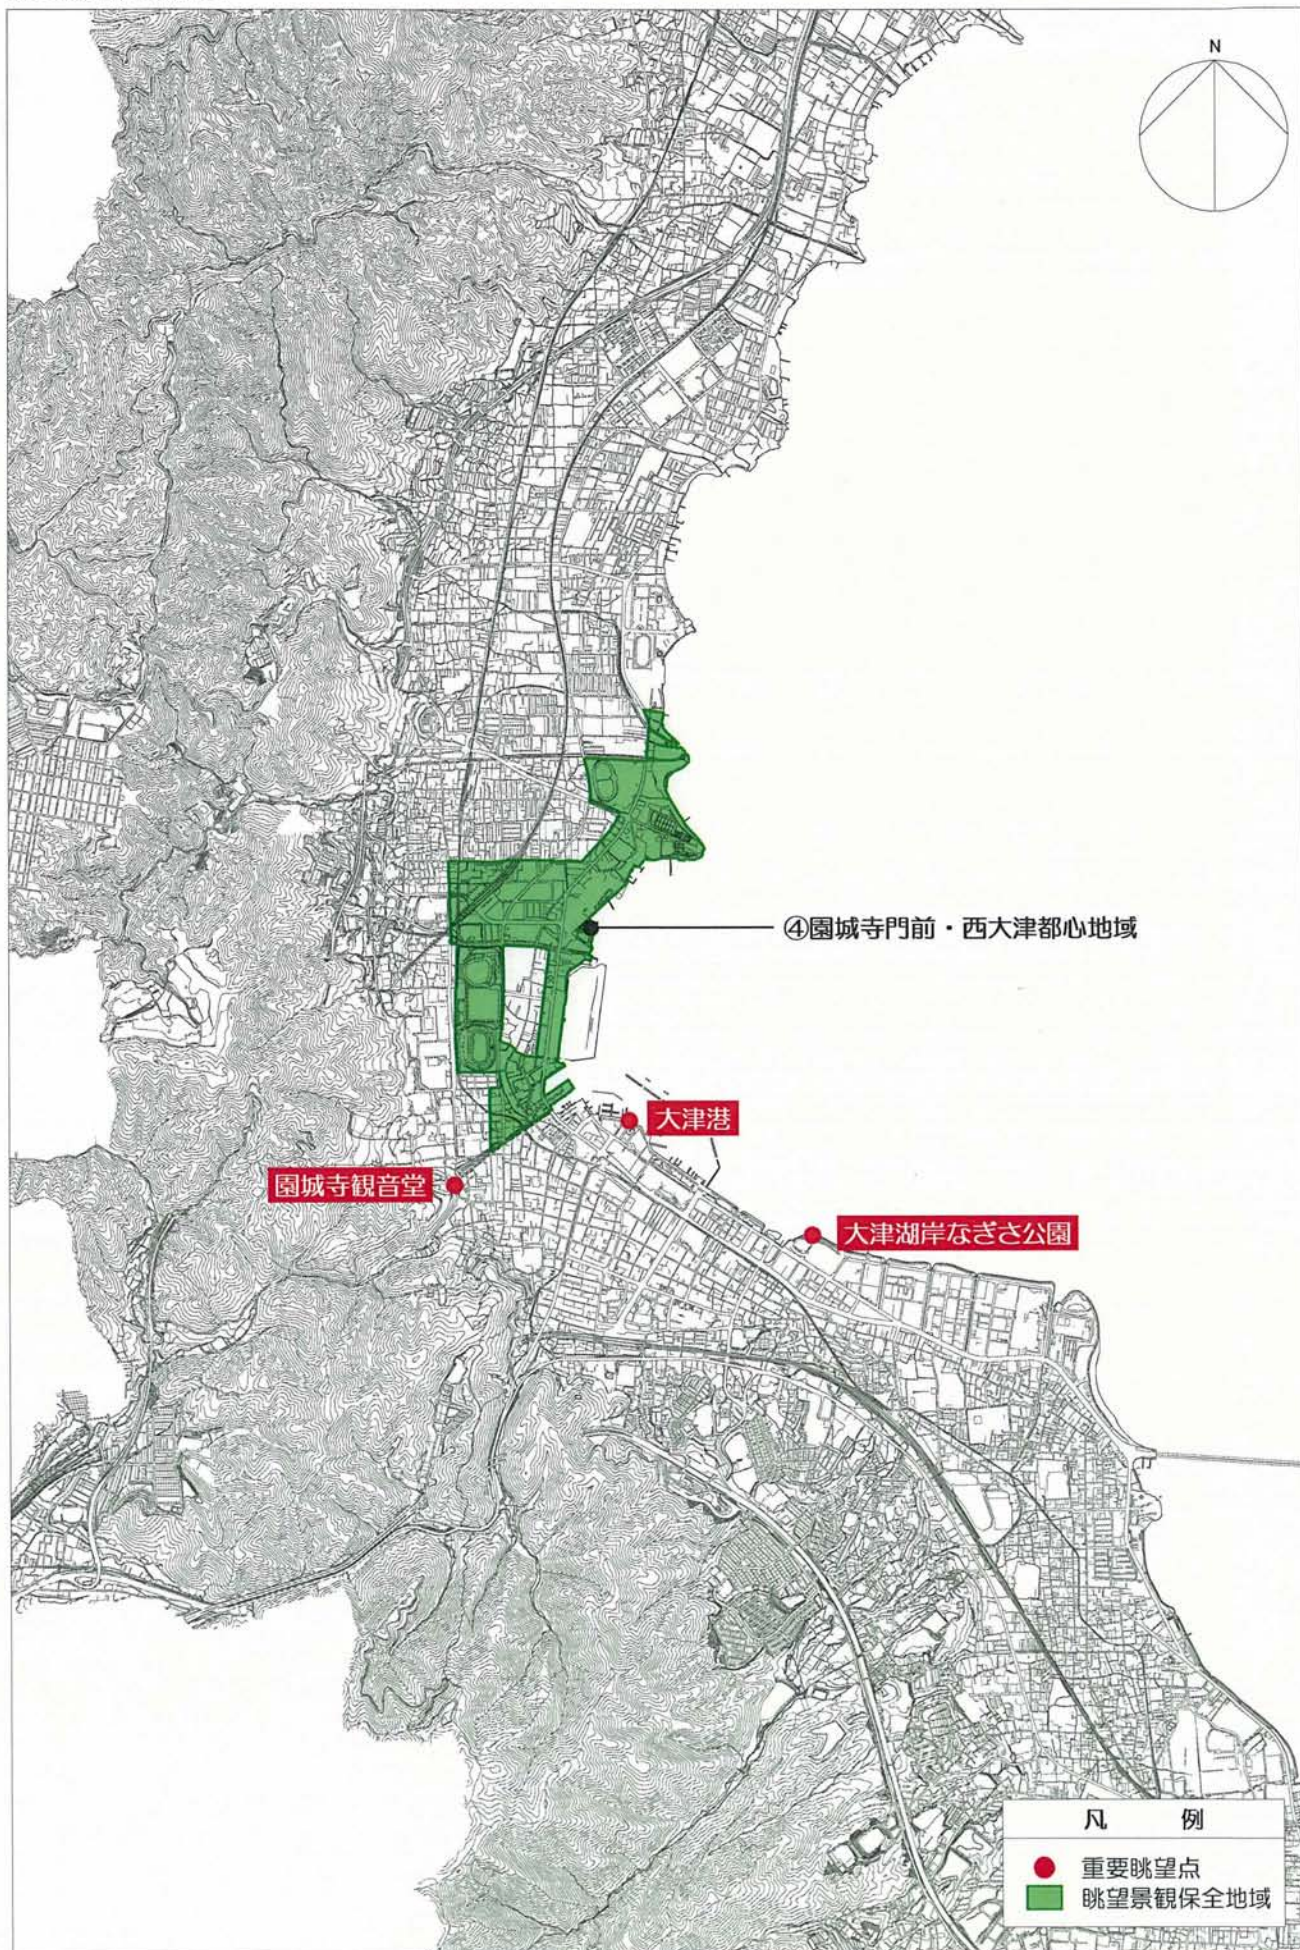 N
④園城寺門前・西大津都心地域
大津港
園城寺観音堂
大津湖岸なぎさ公園
凡 例
重要眺望点
眺望景観保全地域